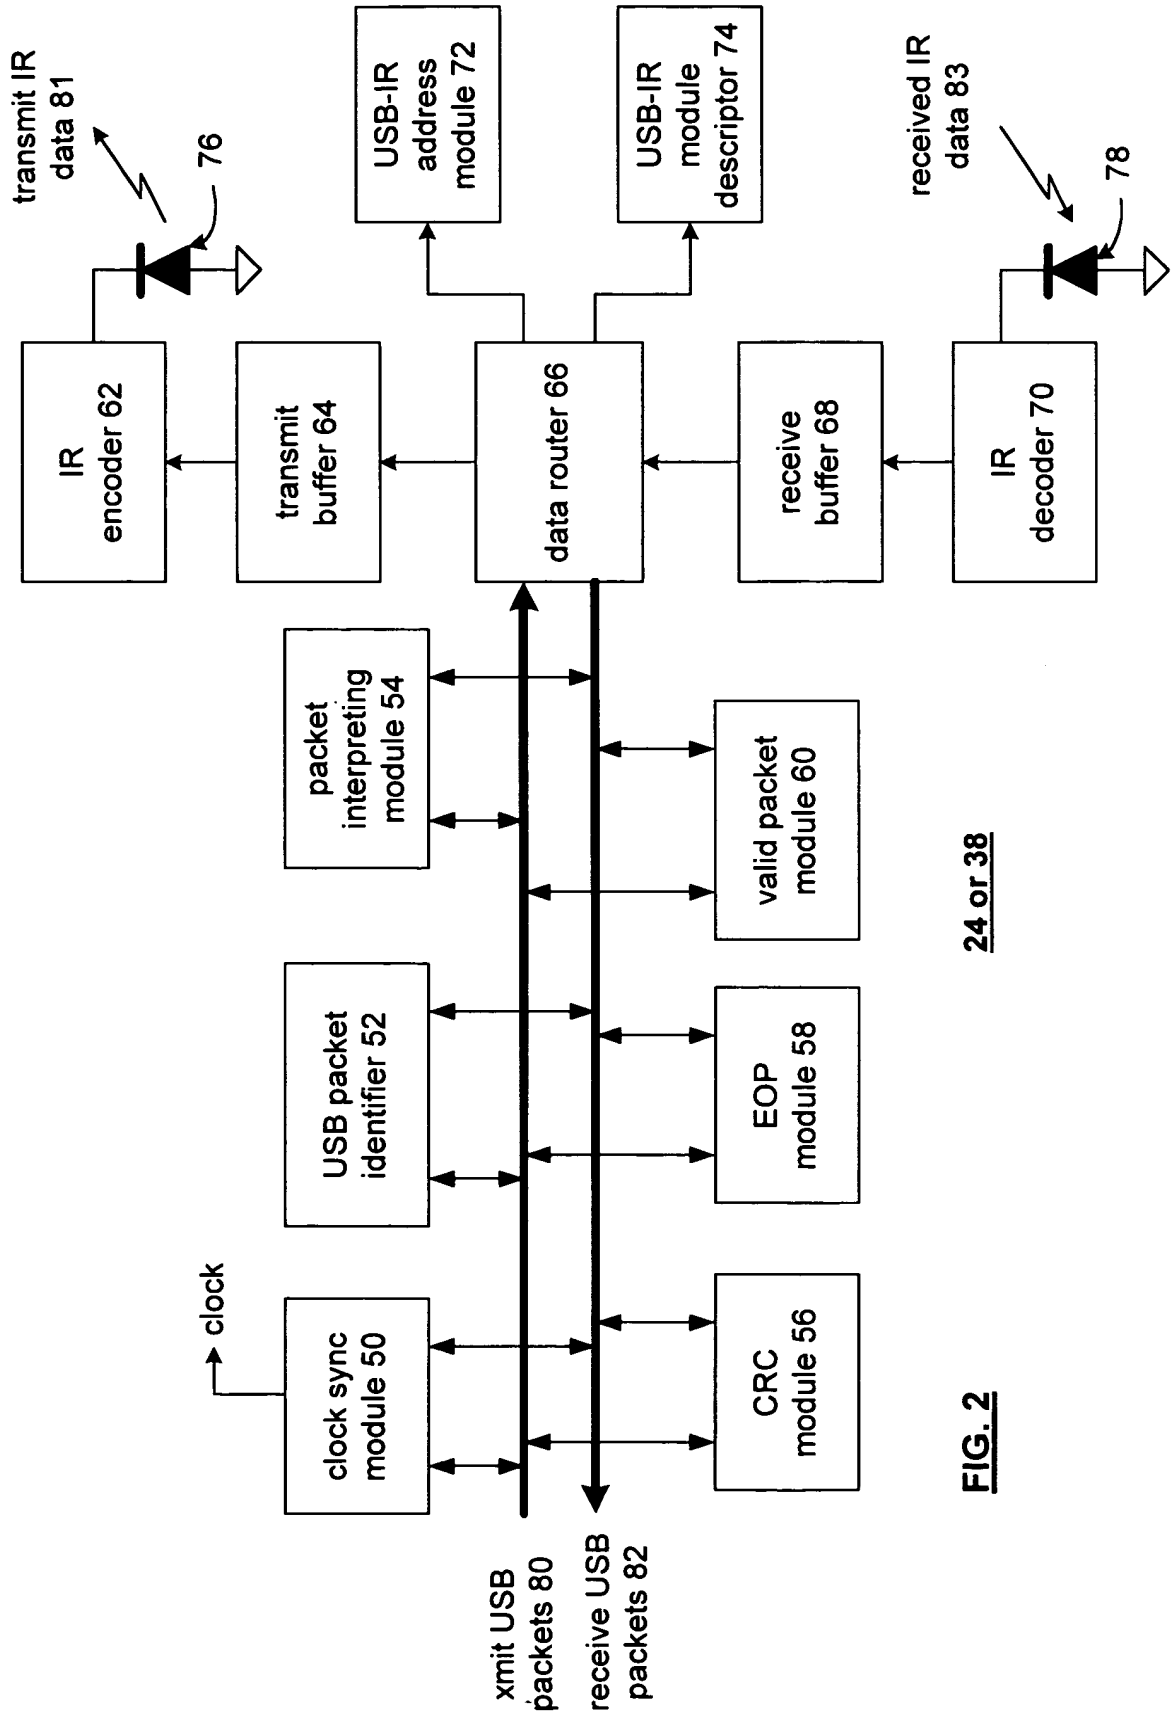 clock
clock sync
module 50
USB packet
identifier 52
packet
interpreting
module 54
IR
encoder 62
transmit IR
data 81
76
transmit
buffer 64
USB-IR
address
module 72
xmit USB
packets 80
receive USB
packets 82
data router 66
USB-IR
module
descriptor 74
CRC
module 56
EOP
module 58
valid packet
module 60
receive
buffer 68
IR
decoder 70
received IR
data 83
78
FIG. 2
24 or 38